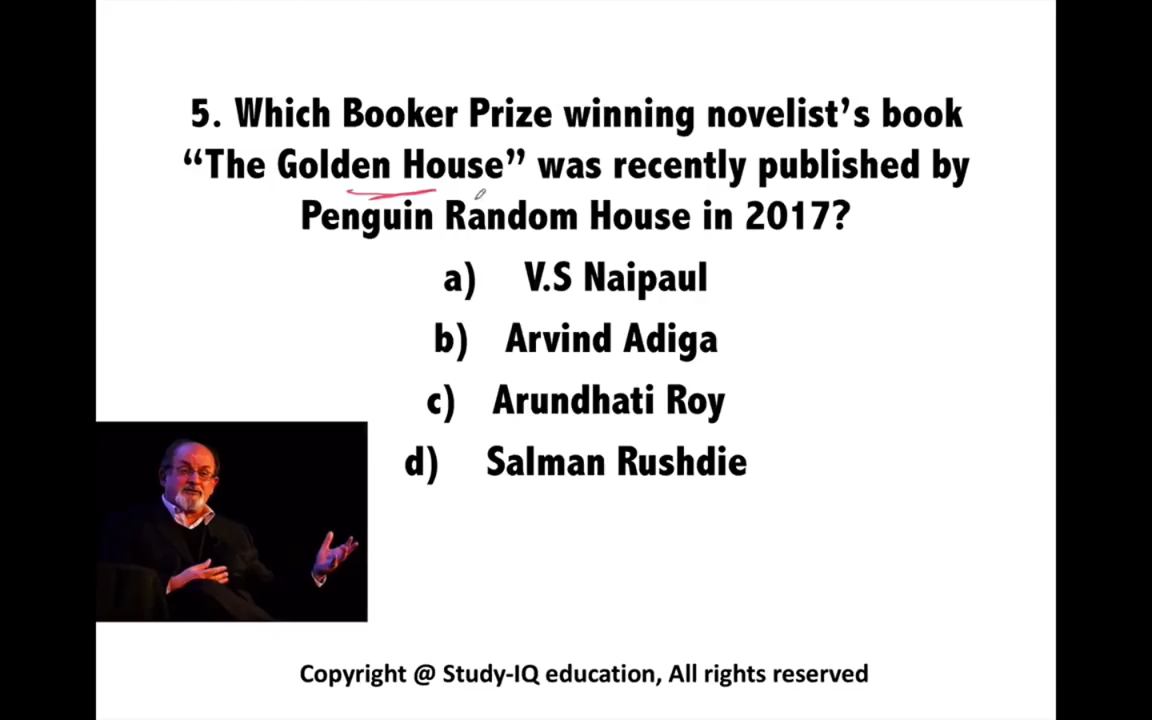 5. Which Booker Prize winning novelist’s book
“The Golden House” was recently published by
Penguin Random House in 2017?
a) V.S Naipaul
b) Arvind Adiga
c) Arundhati Roy
d) Salman Rushdie
Copyright @ Study-IQ education, All rights reserved